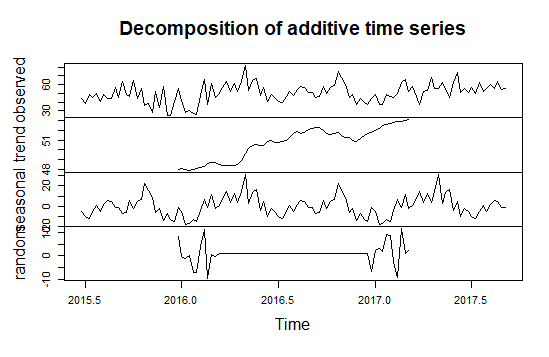 Decomposition of additive time series
observed
30 60
trend
48 51
seasonal
-20 0 20
random
-10 0
2015.5 2016.0 2016.5 2017.0 2017.5
Time